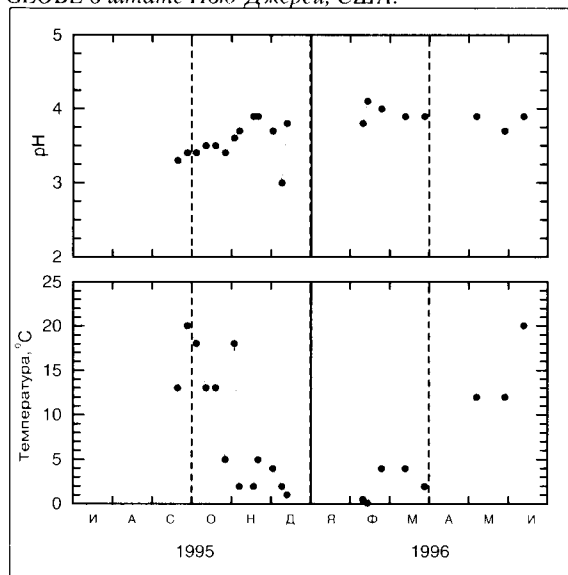 GLOBE в штате Нью-Джерси, США.
5
4
3
2
pH
25
20
15
10
5
0
Температура, °C
И А С О Н Д Я Ф М А М И
1995 1996